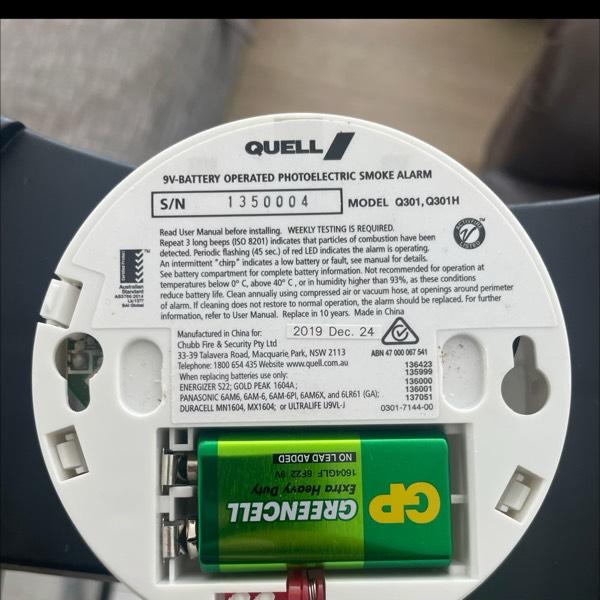 QUELL
9V-BATTERY OPERATED PHOTOELECTRIC SMOKE ALARM
S/N 1350004 MODEL Q301, Q301H
Read User Manual before installing. WEEKLY TESTING IS REQUIRED.
Repeat 3 long beeps (ISO 8201) indicates that particles of combustion have been
detected. Periodic flashing (45 sec.) of red LED indicates the alarm is operating.
An intermittent "chirp" indicates a low battery or fault, see manual for details.
See battery compartment for complete battery information. Not recommended for operation at
temperatures below 0° C, above 40° C , or in humidity higher than 93%, as these conditions
reduce battery life. Clean annually using compressed air or vacuum hose, at openings around perimeter
of alarm. If cleaning does not restore to normal operation, the alarm should be replaced. For further
information, refer to User Manual. Replace in 10 years. Made in China
Australian
Standard
AS3786-2014
SAI Global
ACTIVFIRE
LISTED
Manufactured in China for: 2019 Dec. 24
Chubb Fire & Security Pty Ltd
33-39 Talavera Road, Macquarie Park, NSW 2113
ABN 47 000 067 541
Telephone: 1800 654 435 Website www.quell.com.au
When replacing batteries use only:
ENERGIZER 522; GOLD PEAK 1604A;
PANASONIC 6AM6, 6AM-6, 6AM-6PI, 6AM6X, and 6LR61 (GA);
DURACELL MN1604, MX1604; or ULTRALIFE U9VL-J
136423
135999
136000
136001
137051
0301-7144-00
GP GREENCELL
Extra Heavy Duty
1604GLF 6F22 9V
NO LEAD ADDED